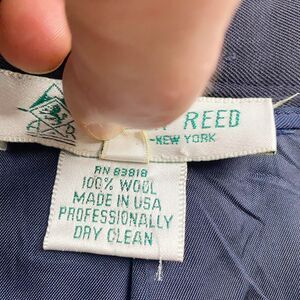 REED
-NEW YORK
RN 83818
100% WOOL
MADE IN USA
PROFESSIONALLY
DRY CLEAN